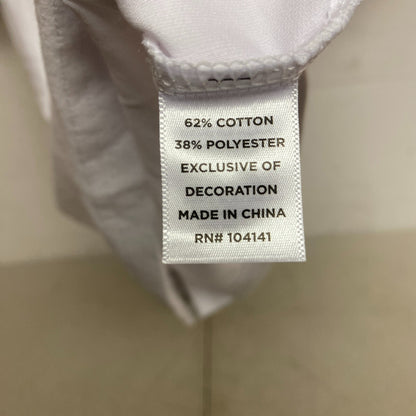 62% COTTON
38% POLYESTER
EXCLUSIVE OF
DECORATION
MADE IN CHINA
RN# 104141